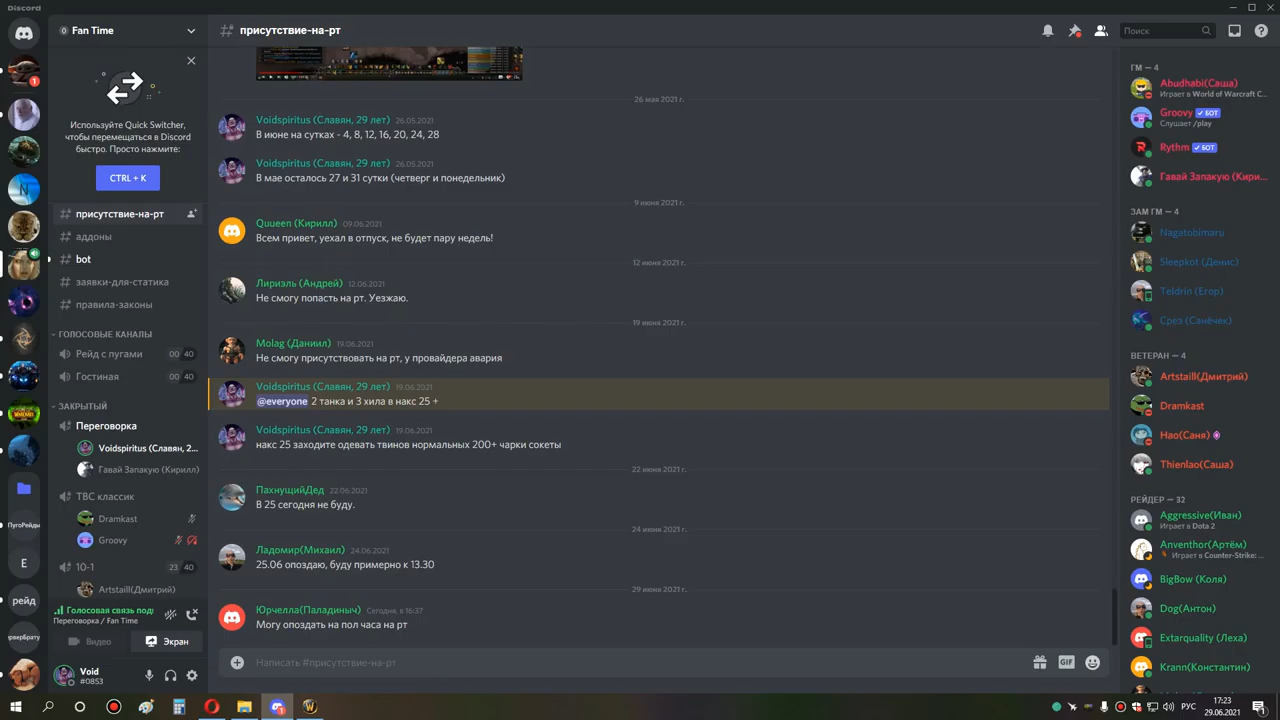 Discord
Fan Time
Используйте Quick Switcher,
чтобы перемещаться в Discord
быстро. Просто нажмите:
CTRL + K
присутствие-на-рт
аддоны
bot
заявки-для-статика
правила-законы
ГОЛОСОВЫЕ КАНАЛЫ
Рейд с пугами 00 40
Гостиная 00 40
ЗАКРЫТЫЙ
Переговорка
Voidspiritus (Славян, 2...
Гавай Запакую (Кирилл)
ТВС классик
Dramkast
Groovy
10-1 23 40
Artstaill(Дмитрий)
Голосовая связь под
Переговорка / Fan Time
Видео Экран
Void
#0853
N
ПугоРейды
E
рейд
1
присутствие-на-рт
Поиск
26 мая 2021 г.
Voidspiritus (Славян, 29 лет) 26.05.2021
В июне на сутках - 4, 8, 12, 16, 20, 24, 28
Voidspiritus (Славян, 29 лет) 26.05.2021
В мае осталось 27 и 31 сутки (четверг и понедельник)
9 июня 2021 г.
Quueen (Кирилл) 09.06.2021
Всем привет, уехал в отпуск, не будет пару недель!
12 июня 2021 г.
Лириэль (Андрей) 12.06.2021
Не смогу попасть на рт. Уезжаю.
19 июня 2021 г.
Molag (Даниил) 19.06.2021
Не смогу присутствовать на рт, у провайдера авария
Voidspiritus (Славян, 29 лет) 19.06.2021
@everyone 2 танка и 3 хила в накс 25 +
Voidspiritus (Славян, 29 лет) 19.06.2021
накс 25 заходите одевать твинов нормальных 200+ чарки сокеты
22 июня 2021 г.
ПахнущийДед 22.06.2021
В 25 сегодня не буду.
24 июня 2021 г.
Ладомир(Михаил) 24.06.2021
25.06 опоздаю, буду примерно к 13.30
29 июня 2021 г.
Юрчелла(Паладиныч) Сегодня, в 16:37
Могу опоздать на пол часа на рт
Написать #присутствие-на-рт
GIF
ГМ — 4
Abudhabi(Саша)
Играет в World of Warcraft C...
Groovy БОТ
Слушает /play
Rythm БОТ
Гавай Запакую (Кири...
ЗАМ ГМ — 4
Nagatobimaru
Sleepkot (Денис)
Teldrin (Егор)
Срез (Санёчек)
ВЕТЕРАН — 4
Artstaill(Дмитрий)
Dramkast
Нао(Саня)
Thienlao(Саша)
РЕЙДЕР — 32
Aggressive(Иван)
Играет в Dota 2
Anventhor(Артём)
Играет в Counter-Strike: ...
BigBow (Коля)
Dog(Антон)
Extarquality (Леха)
Krann(Константин)
РУС
17:23
29.06.2021